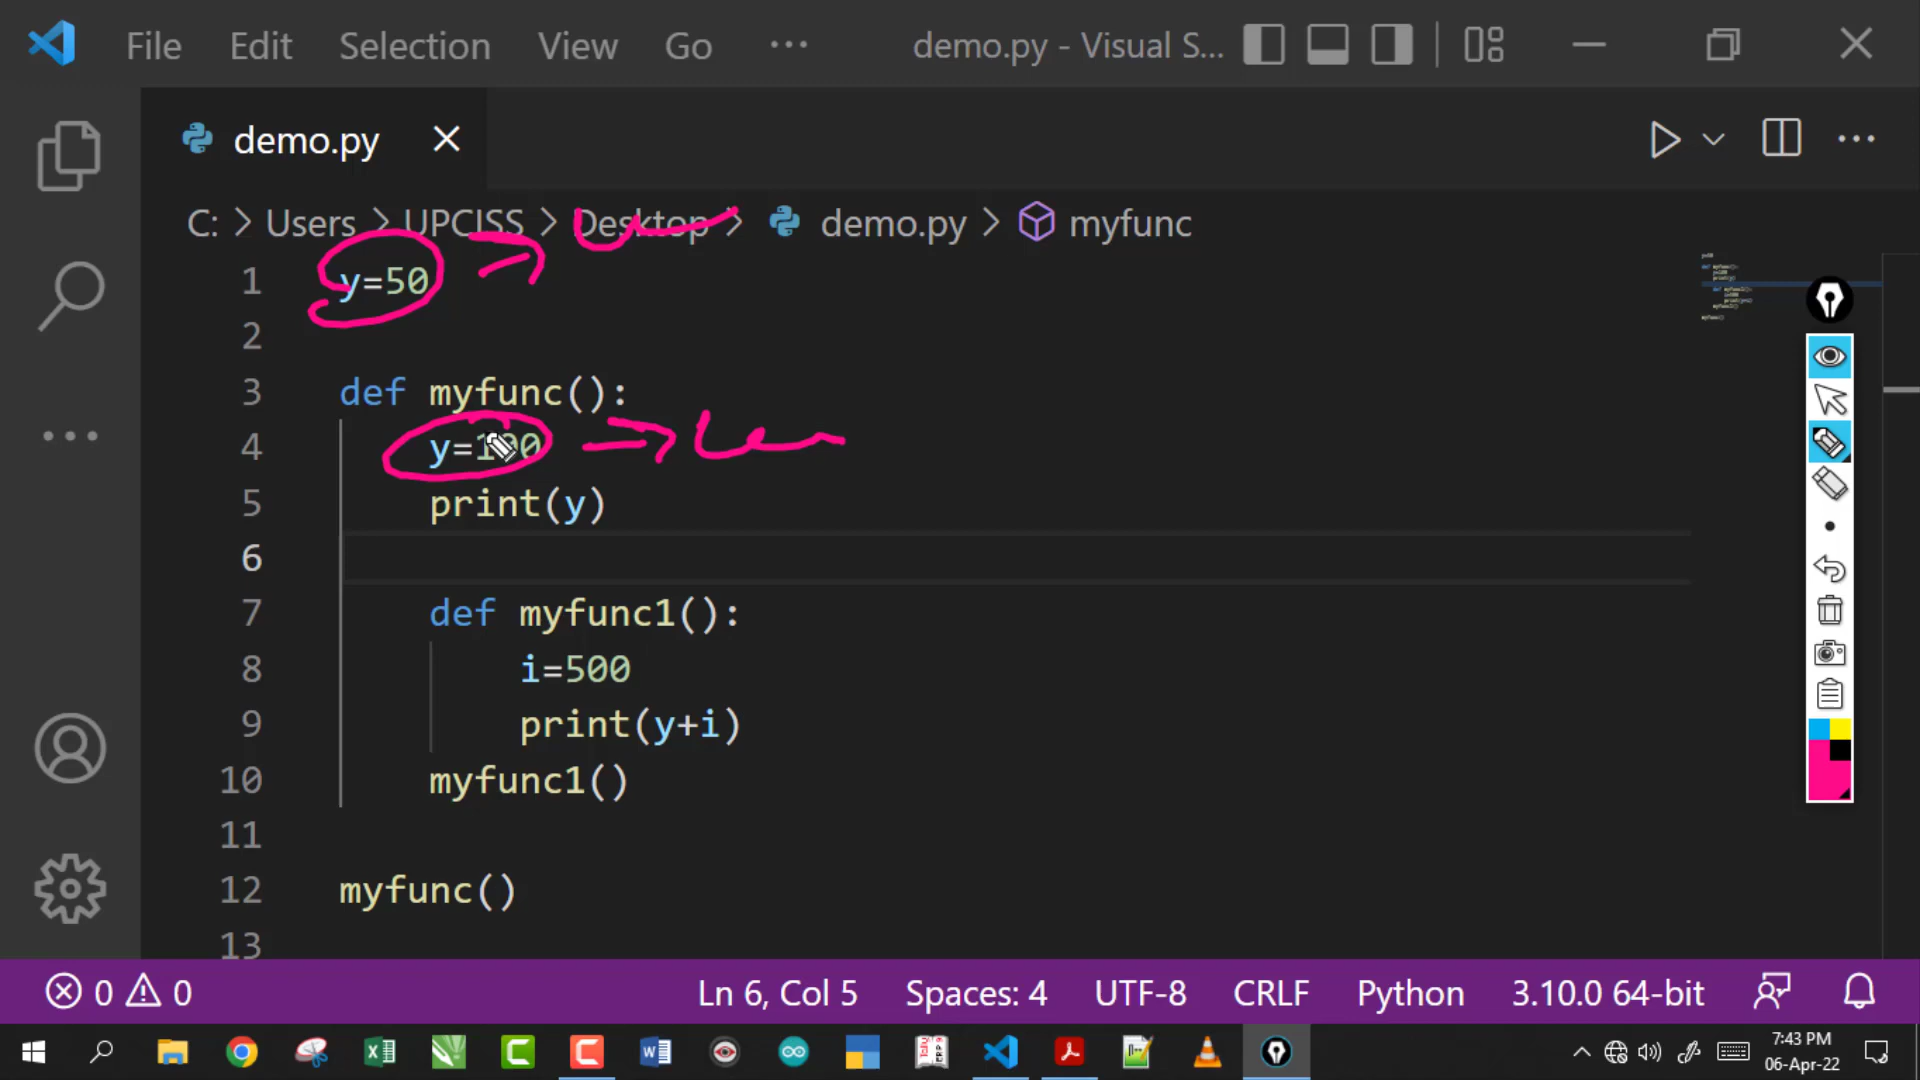 File Edit Selection View Go ··· demo.py - Visual S...
demo.py
C: > Users > UPCISS > Desktop > demo.py > myfunc
1 y=50
2
3 def myfunc():
4 y=100
5 print(y)
6
7 def myfunc1():
8 i=500
9 print(y+i)
10 myfunc1()
11
12 myfunc()
13
0 0 Ln 6, Col 5 Spaces: 4 UTF-8 CRLF Python 3.10.0 64-bit
7:43 PM
06-Apr-22